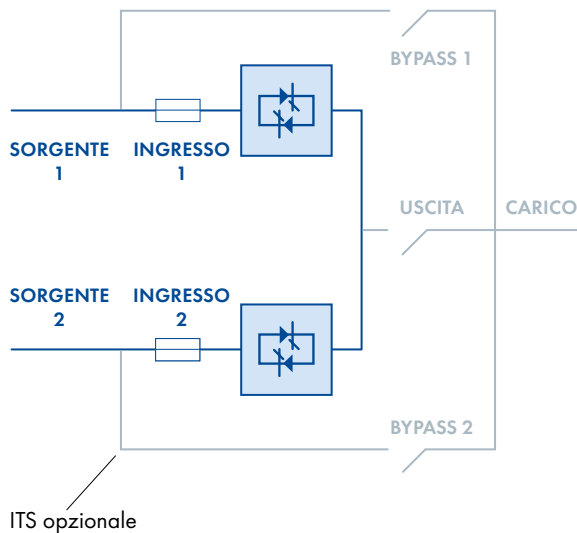 BYPASS 1
SORGENTE
1
INGRESSO
1
USCITA
CARICO
SORGENTE
2
INGRESSO
2
BYPASS 2
ITS opzionale